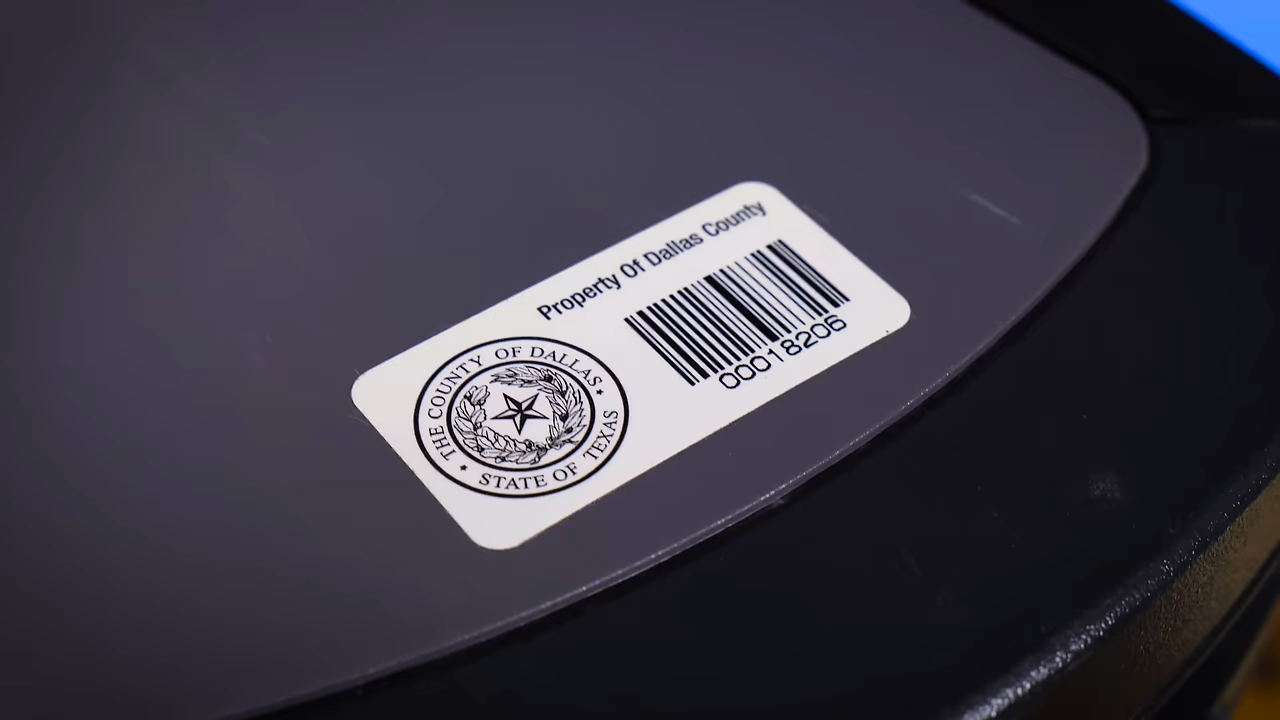 Property Of Dallas County
00018206
THE COUNTY OF DALLAS
STATE OF TEXAS